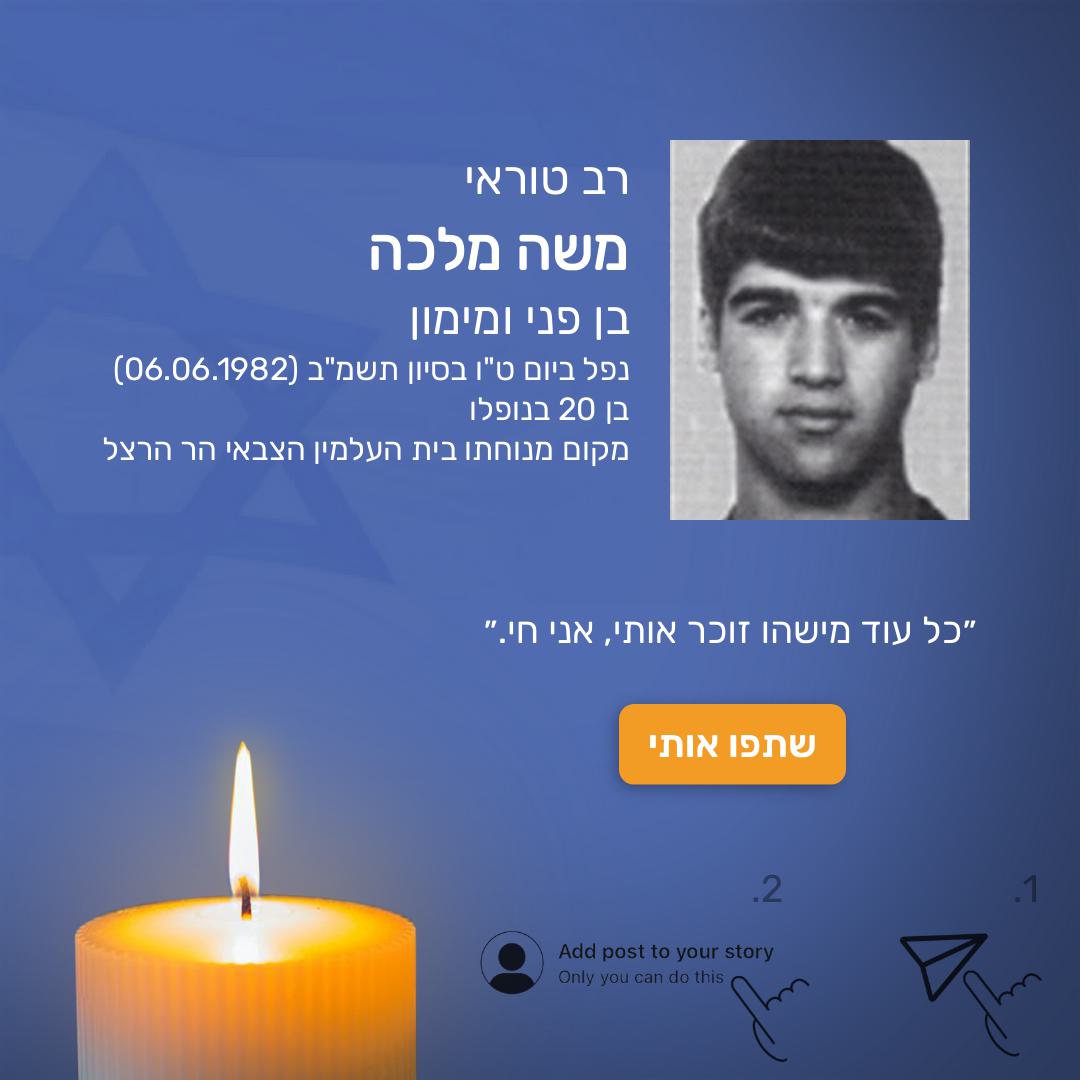 רב טוראי
משה מלכה
בן פני ומימון
נפל ביום ט"ו בסיון תשמ"ב (06.06.1982)
בן 20 בנופלו
מקום מנוחתו בית העלמין הצבאי הר הרצל
״כל עוד מישהו זוכר אותי, אני חי.״
שתפו אותי
.1
.2
Add post to your story
Only you can do this